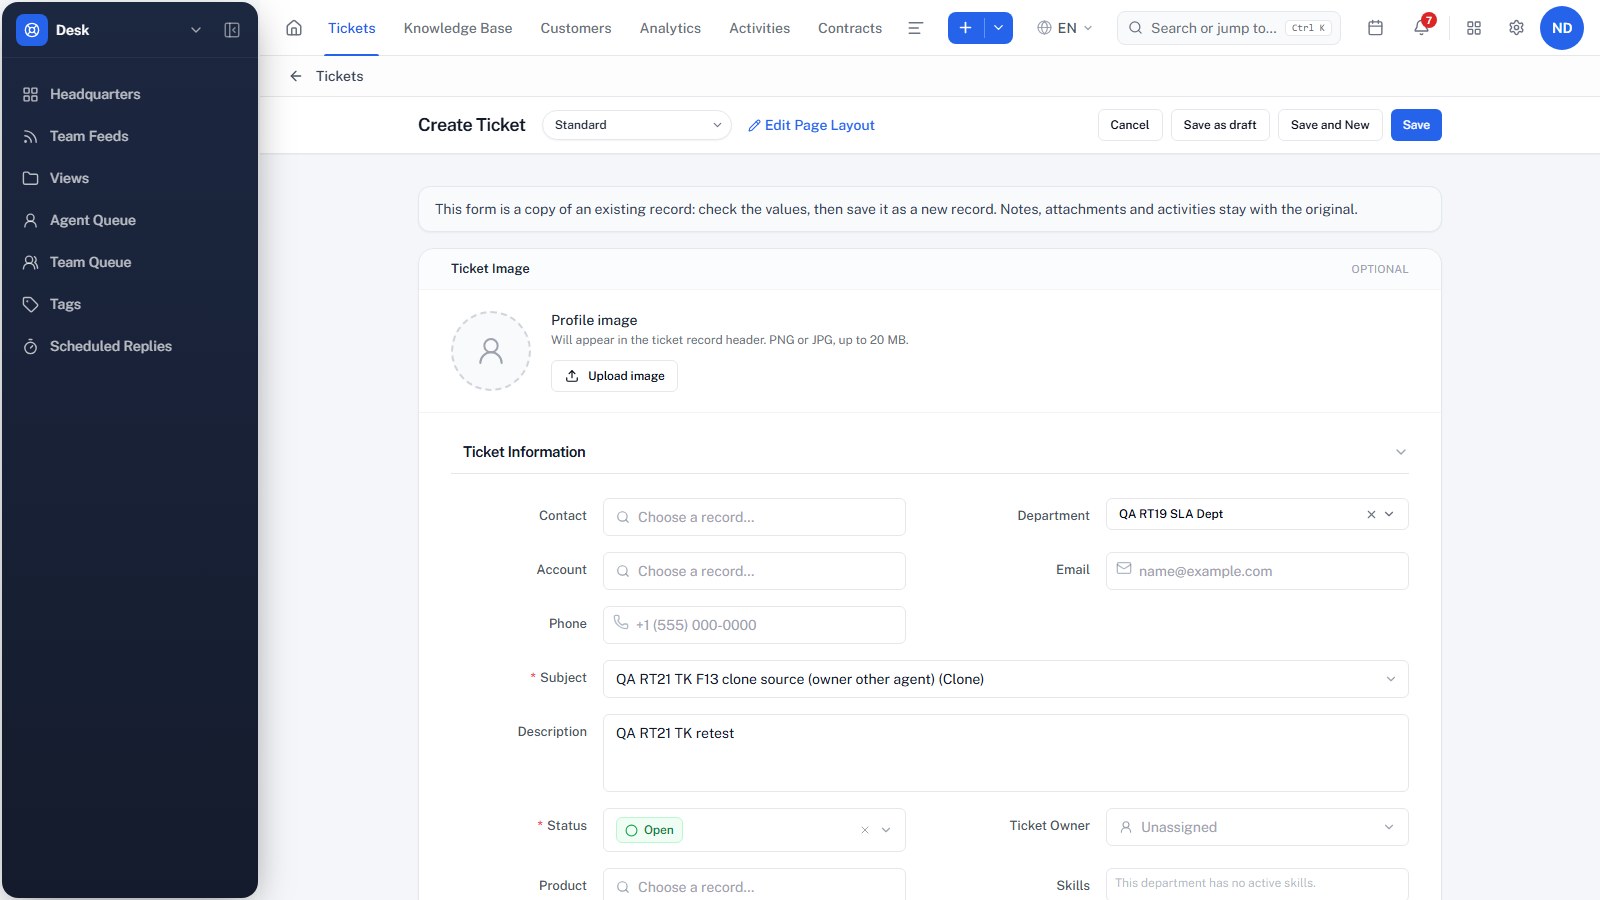 Desk
Headquarters
Team Feeds
Views
Agent Queue
Team Queue
Tags
Scheduled Replies
Tickets
Knowledge Base
Customers
Analytics
Activities
Contracts
EN
Search or jump to...
Ctrl K
7
ND
Tickets
Create Ticket
Standard
Edit Page Layout
Cancel
Save as draft
Save and New
Save
This form is a copy of an existing record: check the values, then save it as a new record. Notes, attachments and activities stay with the original.
Ticket Image
OPTIONAL
Profile image
Will appear in the ticket record header. PNG or JPG, up to 20 MB.
Upload image
Ticket Information
Contact
Choose a record...
Department
QA RT19 SLA Dept
Account
Choose a record...
Email
name@example.com
Phone
+1 (555) 000-0000
* Subject
QA RT21 TK F13 clone source (owner other agent) (Clone)
Description
QA RT21 TK retest
* Status
Open
Ticket Owner
Unassigned
Product
Choose a record...
Skills
This department has no active skills.